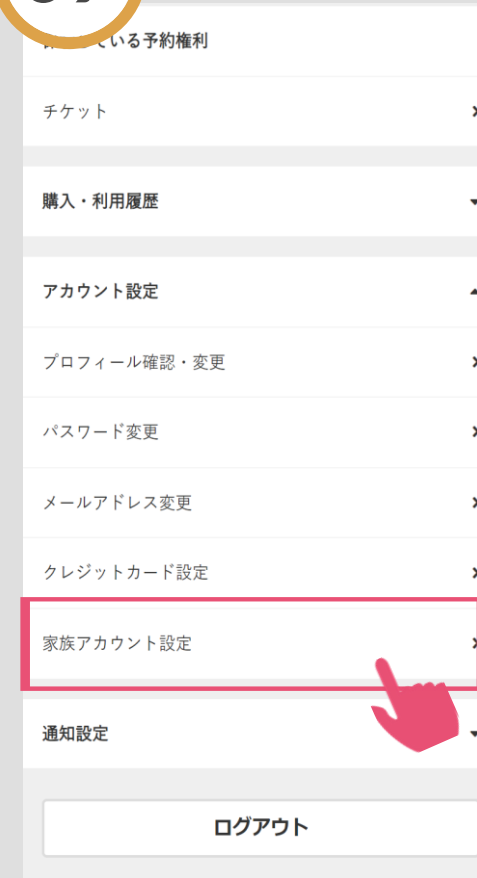 ている予約権利
チケット
購入・利用履歴
アカウント設定
プロフィール確認・変更
パスワード変更
メールアドレス変更
クレジットカード設定
家族アカウント設定
通知設定
ログアウト